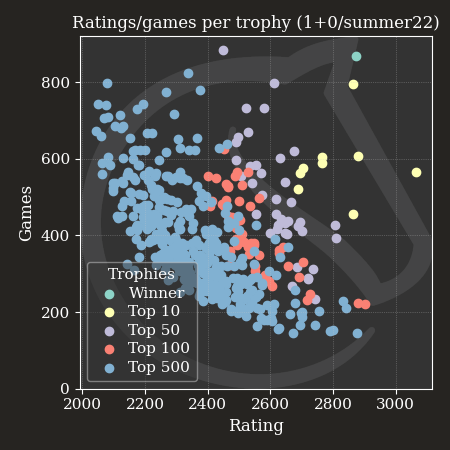 Ratings/games per trophy (1+0/summer22)
Games
800
600
400
200
0
Trophies
Winner
Top 10
Top 50
Top 100
Top 500
2000 2200 2400 2600 2800 3000
Rating